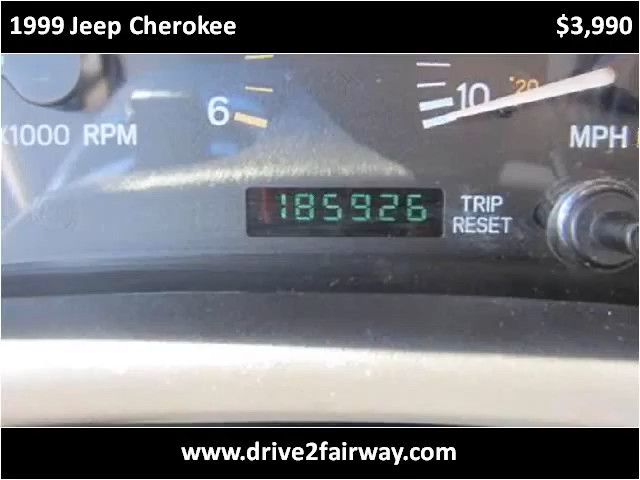 1999 Jeep Cherokee $3,990
6 10 20
X1000 RPM MPH
185926 TRIP
RESET
www.drive2fairway.com